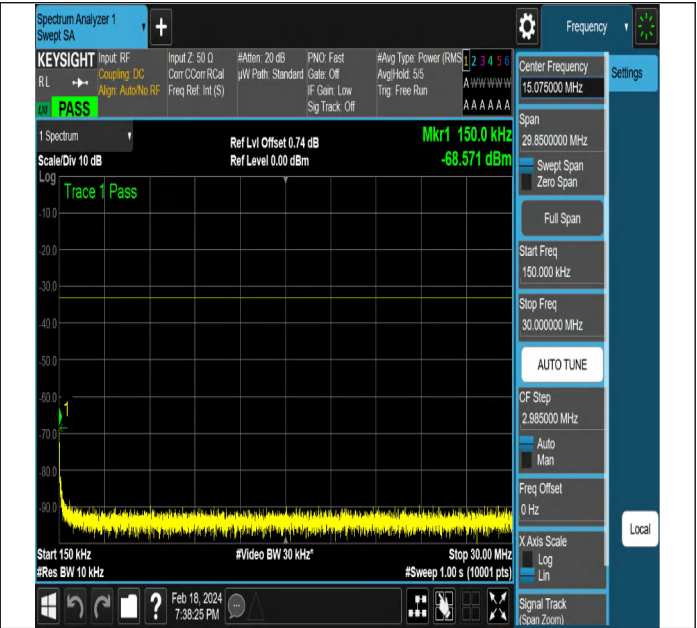 Spectrum Analyzer 1
Swept SA
+
Frequency
KEYSIGHT
RL
LXI
PASS
Input: RF
Coupling: DC
Align: Auto/No RF
Input Z: 50 Ω
Corr CCorr RCal
Freq Ref: Int (S)
#Atten: 20 dB
µW Path: Standard
PNO: Fast
Gate: Off
IF Gain: Low
Sig Track: Off
#Avg Type: Power (RMS
Avg|Hold: 5/5
Trig: Free Run
1 2 3 4 5 6
A W W W W W
A A A A A A
1 Spectrum
Scale/Div 10 dB
Ref Lvl Offset 0.74 dB
Ref Level 0.00 dBm
Mkr1 150.0 kHz
-68.571 dBm
Log
Trace 1 Pass
-10.0
-20.0
-30.0
-40.0
-50.0
-60.0
1
-70.0
-80.0
-90.0
Start 150 kHz
#Res BW 10 kHz
#Video BW 30 kHz*
Stop 30.00 MHz
#Sweep 1.00 s (10001 pts)
?
Feb 18, 2024
7:38:25 PM
Center Frequency
15.075000 MHz
Settings
Span
29.8500000 MHz
Swept Span
Zero Span
Full Span
Start Freq
150.000 kHz
Stop Freq
30.000000 MHz
AUTO TUNE
CF Step
2.985000 MHz
Auto
Man
Freq Offset
0 Hz
X Axis Scale
Log
Lin
Local
Signal Track
(Span Zoom)